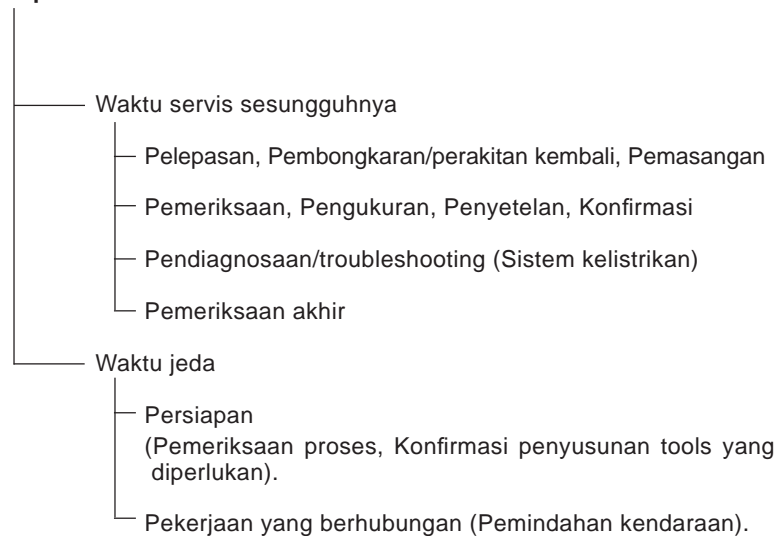 Waktu servis sesungguhnya
Pelepasan, Pembongkaran/perakitan kembali, Pemasangan
Pemeriksaan, Pengukuran, Penyetelan, Konfirmasi
Pendiagnosaan/troubleshooting (Sistem kelistrikan)
Pemeriksaan akhir
Waktu jeda
Persiapan
(Pemeriksaan proses, Konfirmasi penyusunan tools yang
diperlukan).
Pekerjaan yang berhubungan (Pemindahan kendaraan).